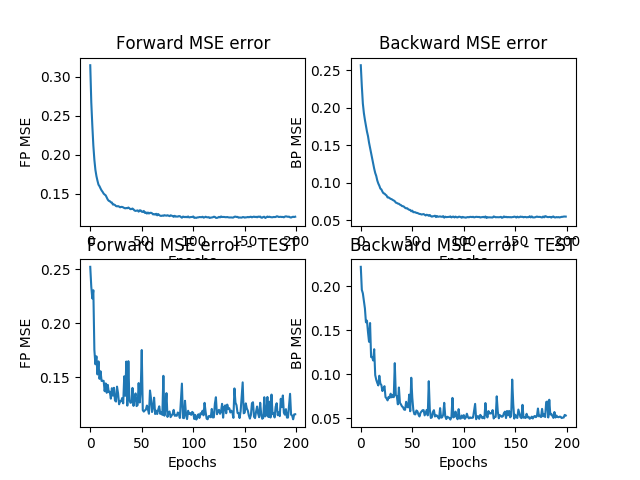 Forward MSE error
Backward MSE error
FP MSE
0.30
0.25
0.20
0.15
0 50 100 150 200
Epochs
BP MSE
0.25
0.20
0.15
0.10
0.05
0 50 100 150 200
Epochs
Forward MSE error - TEST
Backward MSE error - TEST
FP MSE
0.25
0.20
0.15
0 50 100 150 200
Epochs
BP MSE
0.20
0.15
0.10
0.05
0 50 100 150 200
Epochs